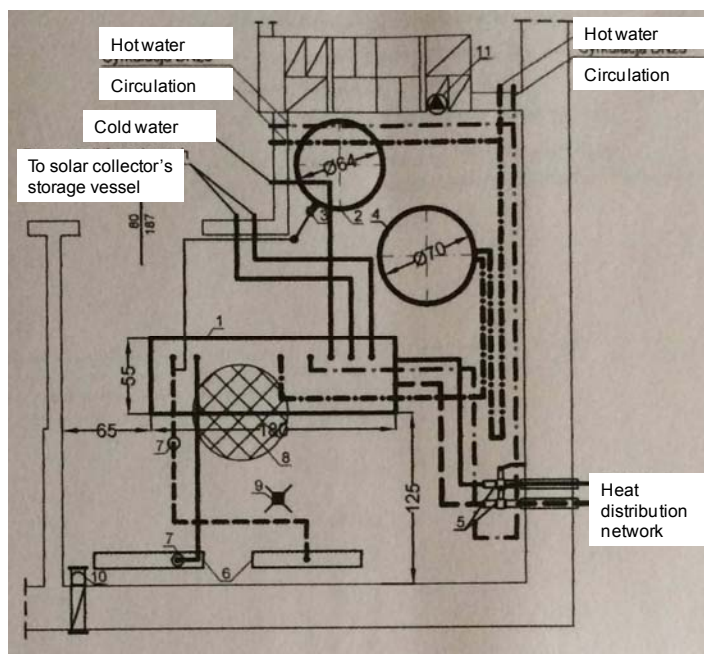 Hot water
Circulation
Cold water
To solar collector's
storage vessel
Hot water
Circulation
11
Ø64
3
2
4
Ø70
80
187
1
55
65
180
7
8
9
125
5
Heat
distribution
network
7
6
10